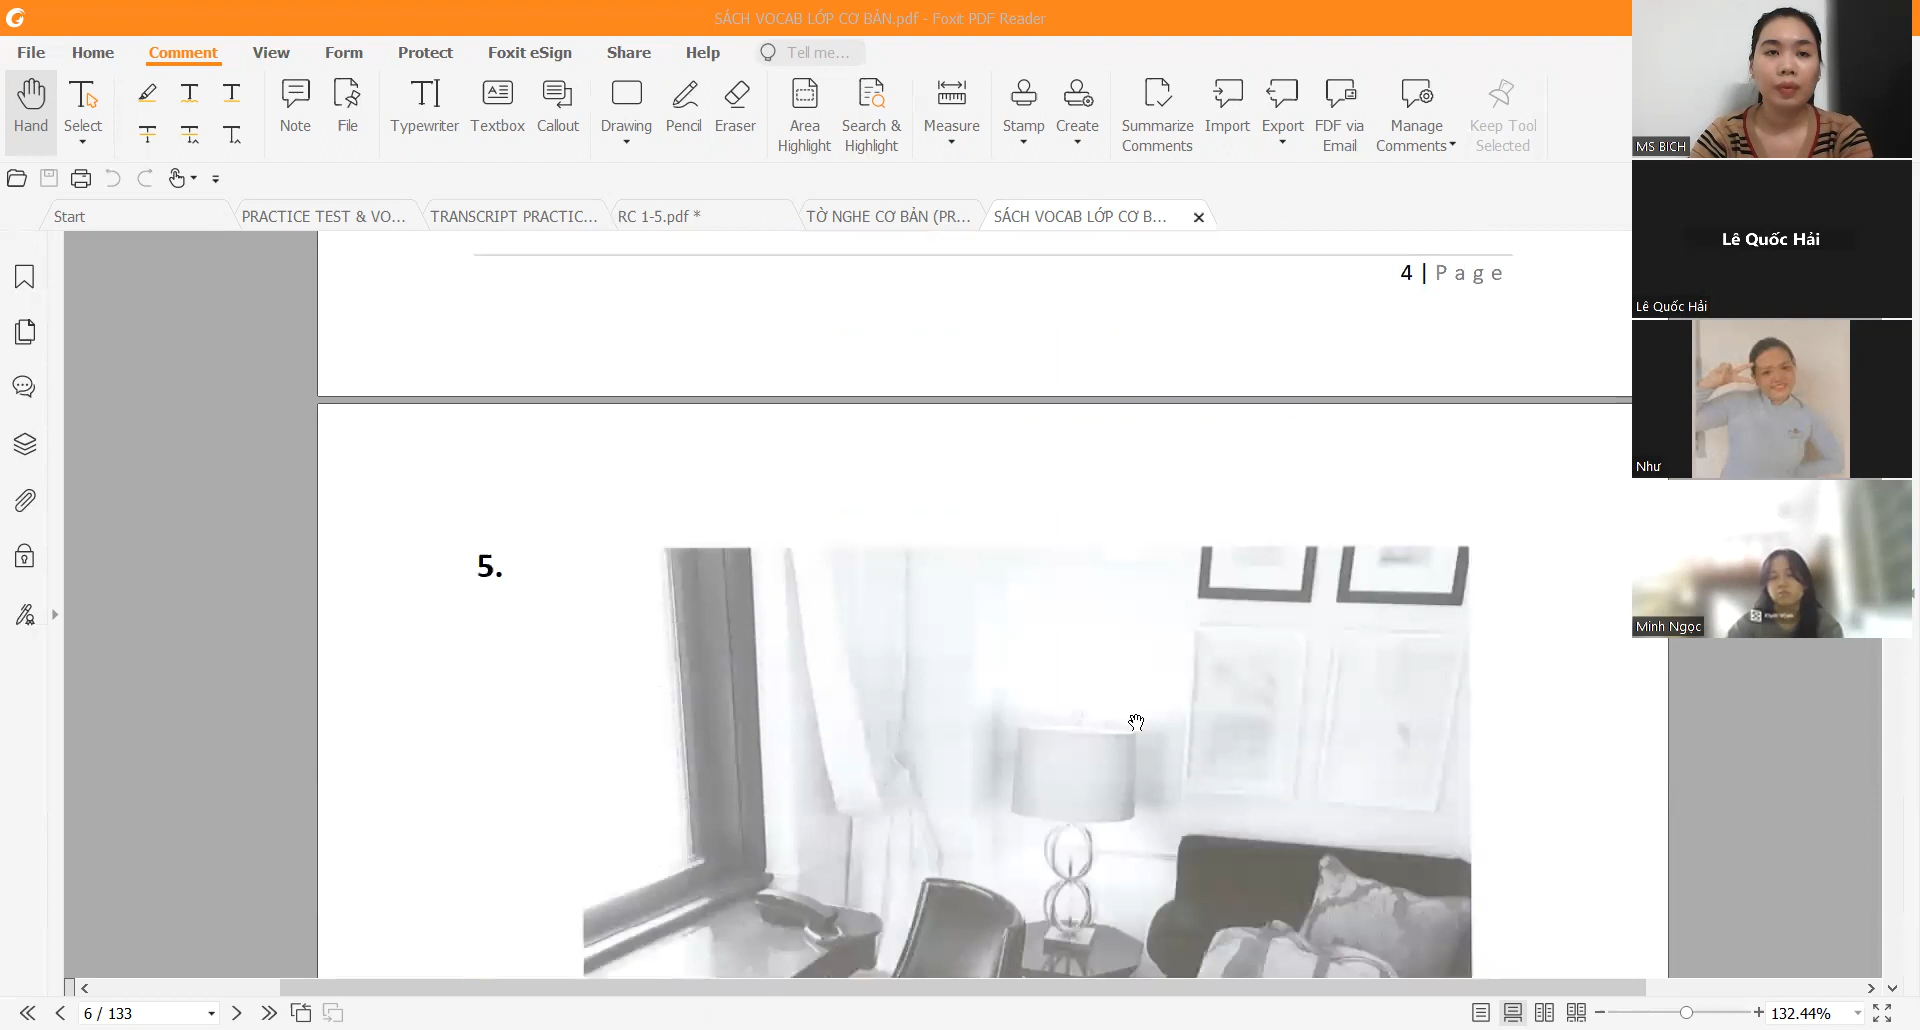 SÁCH VOCAB LỚP CƠ BẢN.pdf - Foxit PDF Reader
File Home Comment View Form Protect Foxit eSign Share Help Tell me...
Hand Select Note File Typewriter Textbox Callout Drawing Pencil Eraser Area Highlight Search & Highlight Measure Stamp Create Summarize Comments Import Export FDF via Email Manage Comments Keep Tool Selected
Start PRACTICE TEST & VO... TRANSCRIPT PRACTIC... RC 1-5.pdf * TỜ NGHE CƠ BẢN (PR... SÁCH VOCAB LỚP CƠ B...
4 | Page
5.
MS BICH
Lê Quốc Hải
Lê Quốc Hải
Như
Minh Ngọc
6 / 133
132.44%